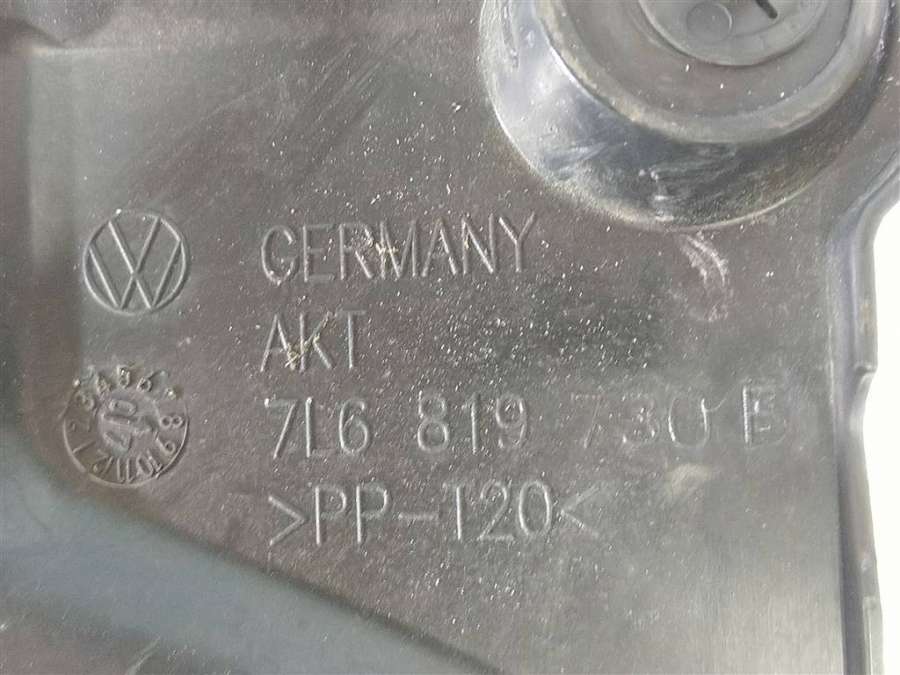 GERMANY
AKT
7L6 819 730 B
>PP-T20<